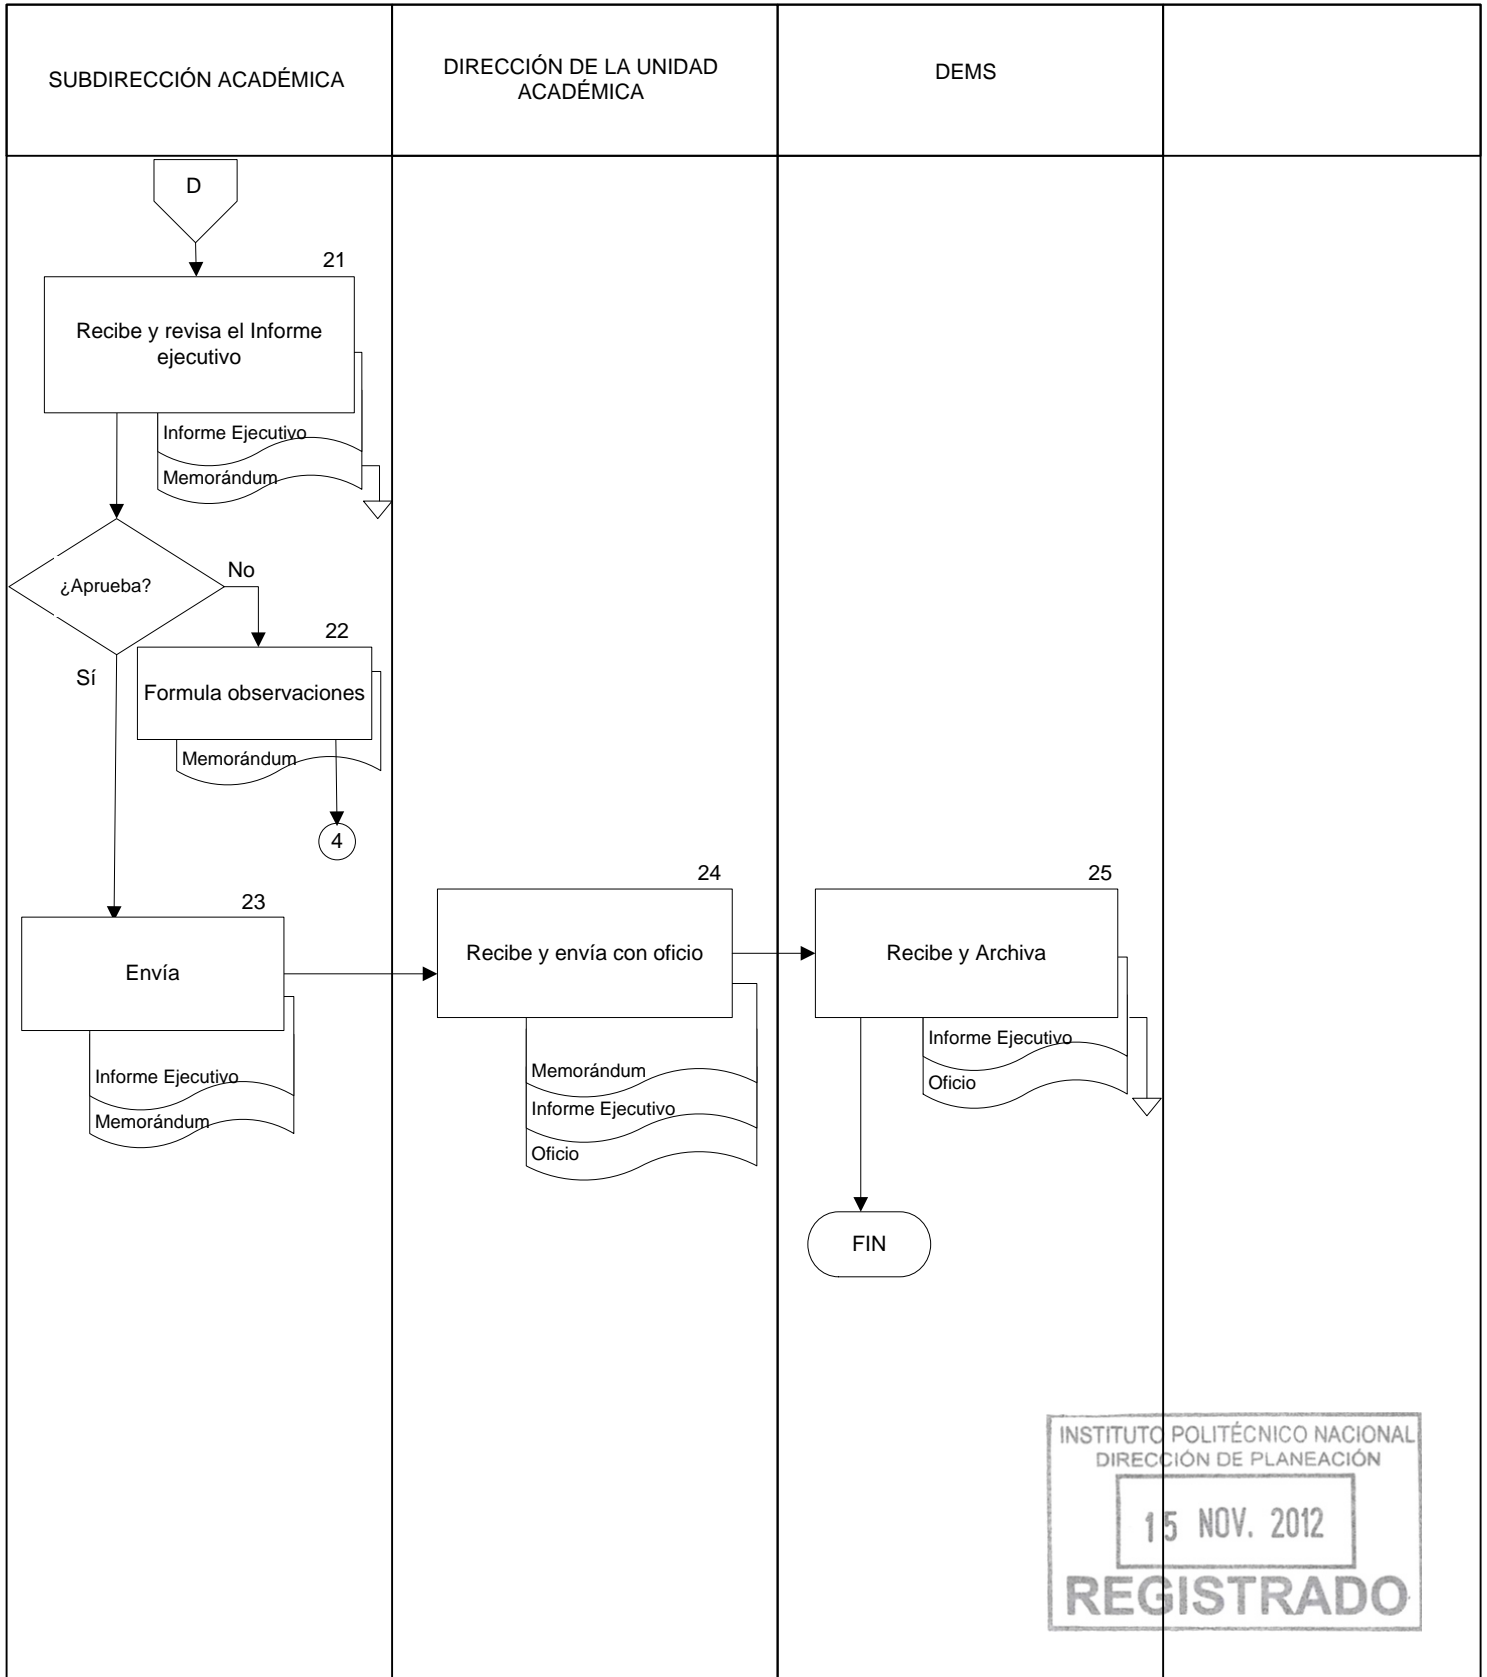 SUBDIRECCIÓN ACADÉMICA
DIRECCIÓN DE LA UNIDAD
ACADÉMICA
DEMS
D
21
Recibe y revisa el Informe
ejecutivo
Informe Ejecutivo
Memorándum
¿Aprueba?
No
Sí
22
Formula observaciones
Memorándum
4
23
Envía
Informe Ejecutivo
Memorándum
24
Recibe y envía con oficio
Memorándum
Informe Ejecutivo
Oficio
25
Recibe y Archiva
Informe Ejecutivo
Oficio
FIN
INSTITUTO POLITÉCNICO NACIONAL
DIRECCIÓN DE PLANEACIÓN
15 NOV. 2012
REGISTRADO